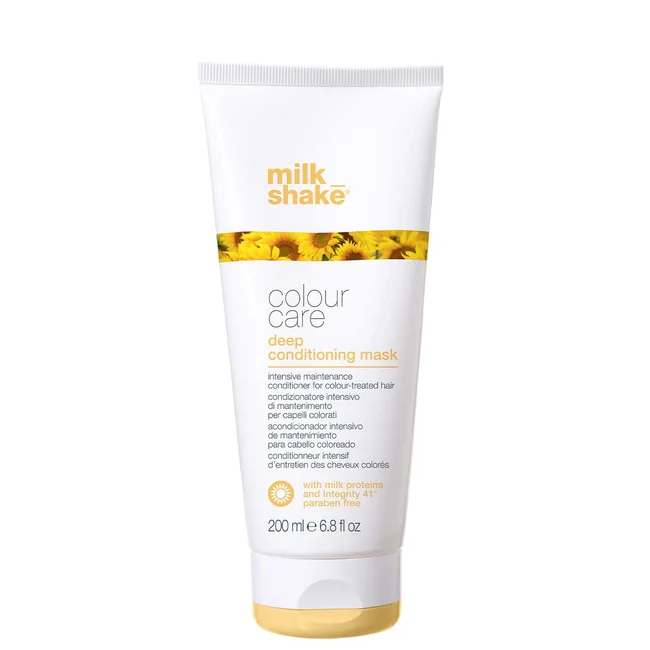 milk_
shake®
colour
care
deep
conditioning mask
intensive maintenance
conditioner for colour-treated hair
condizionatore intensivo
di mantenimento
per capelli colorati
acondicionador intensivo
de mantenimiento
para cabello coloreado
conditionneur intensif
d'entretien des cheveux colorés
with milk proteins
and Integrity 41®
paraben free
200 ml e 6.8 fl oz